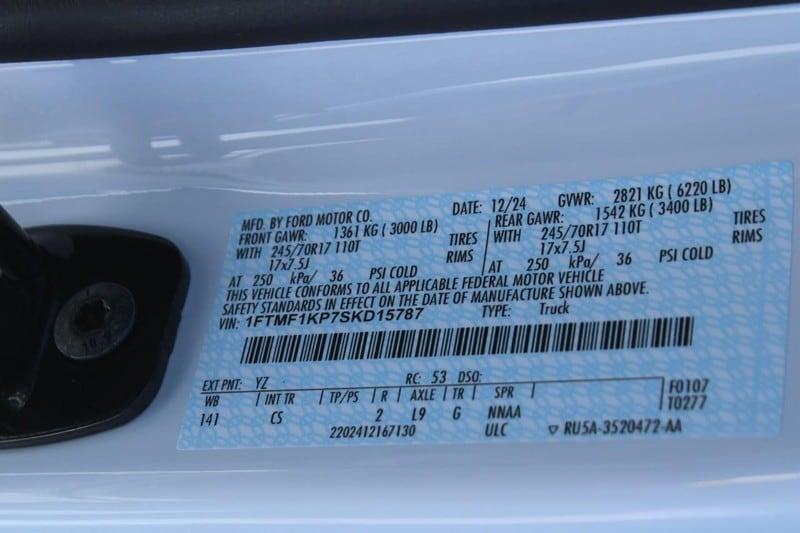 MFD. BY FORD MOTOR CO. DATE: 12/24 GVWR: 2821 KG ( 6220 LB)
FRONT GAWR: 1361 KG ( 3000 LB) REAR GAWR: 1542 KG ( 3400 LB)
WITH 245/70R17 110T TIRES WITH 245/70R17 110T TIRES
17x7.5J RIMS 17x7.5J RIMS
AT 250 kPa/ 36 PSI COLD AT 250 kPa/ 36 PSI COLD
THIS VEHICLE CONFORMS TO ALL APPLICABLE FEDERAL MOTOR VEHICLE
SAFETY STANDARDS IN EFFECT ON THE DATE OF MANUFACTURE SHOWN ABOVE.
VIN: 1FTMF1KP7SKD15787 TYPE: Truck
EXT PNT: YZ RC: 53 DSO:
WB INT TR TP/PS R AXLE TR SPR F0107
141 CS 2 L9 G NNAA T0277
2202412167130 ULC ▽ RU5A-3520472-AA